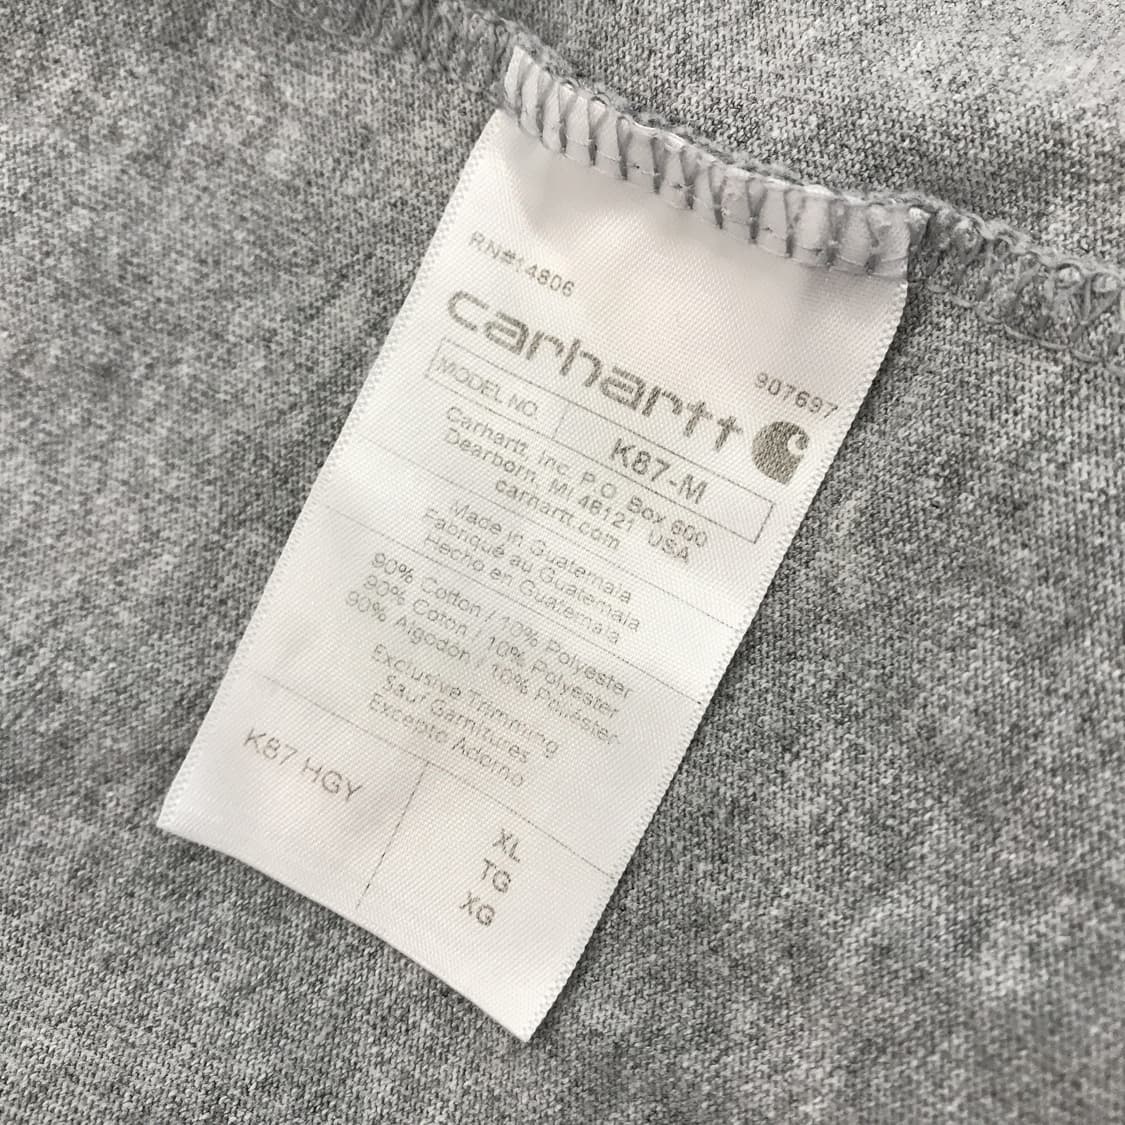 RN#14806
907697
carhartt
MODEL NO. K87-M
Carhartt, Inc. P.O. Box 600
Dearborn, MI 48121 USA
carhartt.com
Made in Guatemala
Fabriqué au Guatemala
Hecho en Guatemala
90% Cotton / 10% Polyester
90% Coton / 10% Polyester
90% Algodon / 10% Poliéster
Exclusive Trimming
Sauf Garnitures
Excepto Adorno
K87 HGY
XL
TG
XG